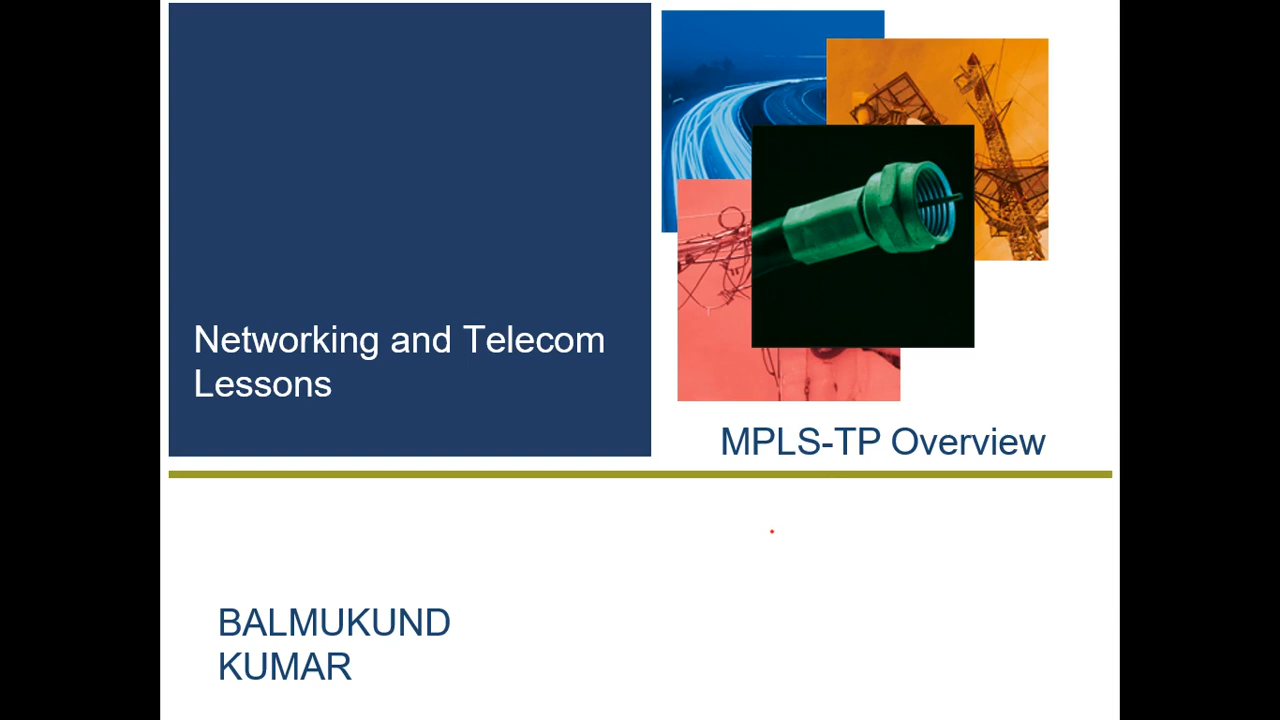 Networking and Telecom
Lessons
MPLS-TP Overview
BALMUKUND
KUMAR